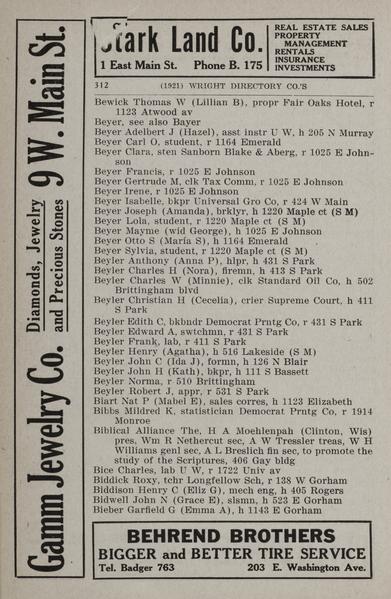 Gamm Jewelry Co. Diamonds, Jewelry and Precious Stones 9 W. Main St.
Stark Land Co.
1 East Main St. Phone B. 175
REAL ESTATE SALES
PROPERTY
MANAGEMENT
RENTALS
INSURANCE
INVESTMENTS
312 (1921) WRIGHT DIRECTORY CO.'S
Bewick Thomas W (Lillian B), propr Fair Oaks Hotel, r
1123 Atwood av
Beyer, see also Bayer
Beyer Adelbert J (Hazel), asst instr U W, h 205 N Murray
Beyer Carl O, student, r 1164 Emerald
Beyer Clara, sten Sanborn Blake & Aberg, r 1025 E John-
son
Beyer Francis, r 1025 E Johnson
Beyer Gertrude M, clk Tax Comm, r 1025 E Johnson
Beyer Irene, r 1025 E Johnson
Beyer Isabelle, bkpr Universal Gro Co, r 424 W Main
Beyer Joseph (Amanda), brklyr, h 1220 Maple ct (S M)
Beyer Lola, student, r 1220 Maple ct (S M)
Beyer Mayme (wid George), h 1025 E Johnson
Beyer Otto S (Maria S), h 1164 Emerald
Beyer Sylvia, student, r 1220 Maple ct (S M)
Beyler Anthony (Anna P), hlpr, h 431 S Park
Beyler Charles H (Nora), firemn, h 413 S Park
Beyler Charles W (Minnie), clk Standard Oil Co, h 502
Brittingham blvd
Beyler Christian H (Cecelia), crier Supreme Court, h 411
S Park
Beyler Edith C, bkbndr Democrat Prntg Co, r 431 S Park
Beyler Edward A, swtchmn, r 431 S Park
Beyler Frank, lab, r 411 S Park
Beyler Henry (Agatha), h 516 Lakeside (S M)
Beyler John C (Ida J), formn, h 126 N Blair
Beyler John H (Kath), bkpr, h 111 S Bassett
Beyler Norma, r 510 Brittingham
Beyler Robert J, appr, r 531 S Park
Biart Nat P (Mabel E), sales corres, h 1123 Elizabeth
Bibbs Mildred K, statistician Democrat Prntg Co, r 1914
Monroe
Biblical Alliance The, H A Moehlenpah (Clinton, Wis)
pres, Wm R Nethercut sec, A W Tressler treas, W H
Williams genl sec, A L Breslich fin sec, to promote the
study of the Scriptures, 406 Gay bldg
Bice Charles, lab U W, r 1722 Univ av
Biddick Roxy, tchr Longfellow Sch, r 138 W Gorham
Biddison Henry C (Eliz G), mech eng, h 405 Rogers
Bidwell John N (Grace E), slsmn, h 523 E Gorham
Bieber Garfield G (Emma A), h 1143 E Gorham
BEHREND BROTHERS
BIGGER and BETTER TIRE SERVICE
Tel. Badger 763 203 E. Washington Ave.